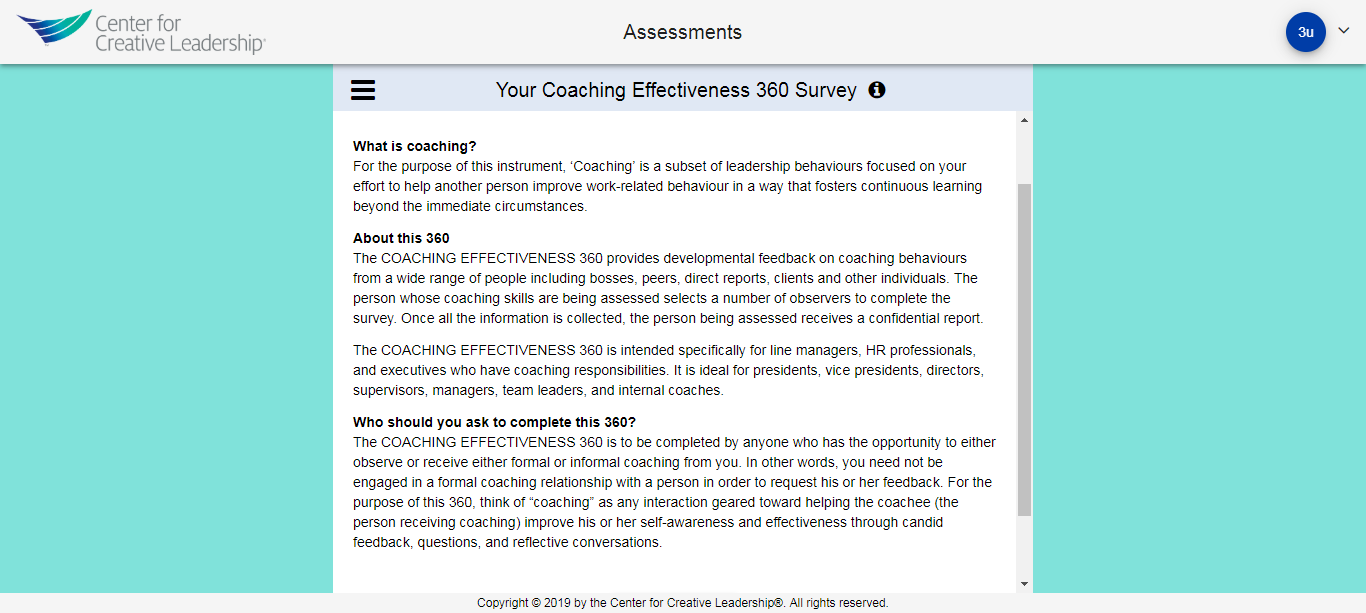 Center for
Creative Leadership®
Assessments
3u
Your Coaching Effectiveness 360 Survey
What is coaching?
For the purpose of this instrument, ‘Coaching’ is a subset of leadership behaviours focused on your
effort to help another person improve work-related behaviour in a way that fosters continuous learning
beyond the immediate circumstances.
About this 360
The COACHING EFFECTIVENESS 360 provides developmental feedback on coaching behaviours
from a wide range of people including bosses, peers, direct reports, clients and other individuals. The
person whose coaching skills are being assessed selects a number of observers to complete the
survey. Once all the information is collected, the person being assessed receives a confidential report.
The COACHING EFFECTIVENESS 360 is intended specifically for line managers, HR professionals,
and executives who have coaching responsibilities. It is ideal for presidents, vice presidents, directors,
supervisors, managers, team leaders, and internal coaches.
Who should you ask to complete this 360?
The COACHING EFFECTIVENESS 360 is to be completed by anyone who has the opportunity to either
observe or receive either formal or informal coaching from you. In other words, you need not be
engaged in a formal coaching relationship with a person in order to request his or her feedback. For the
purpose of this 360, think of “coaching” as any interaction geared toward helping the coachee (the
person receiving coaching) improve his or her self-awareness and effectiveness through candid
feedback, questions, and reflective conversations.
Copyright © 2019 by the Center for Creative Leadership®. All rights reserved.